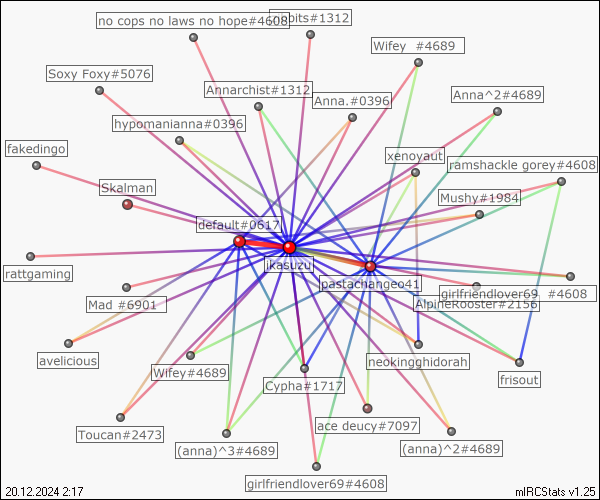 no cops no laws no hope#4608
bits#1312
Wifey  #4689
Soxy Foxy#5076
Annarchist#1312
Anna.#0396
Anna^2#4689
hypomanianna#0396
fakedingo
xenoyaut
ramshackle gorey#4608
Skalman
Mushy#1984
default#0617
ikasuzu
rattgaming
pastachangeo41
Mad #6901
girlfriendlover69  #4608
AlpineRooster#2156
avelicious
Wifey#4689
Cypha#1717
neokingghidorah
frisout
Toucan#2473
ace deucy#7097
(anna)^3#4689
(anna)^2#4689
girlfriendlover69#4608
20.12.2024 2:17
mIRCStats v1.25